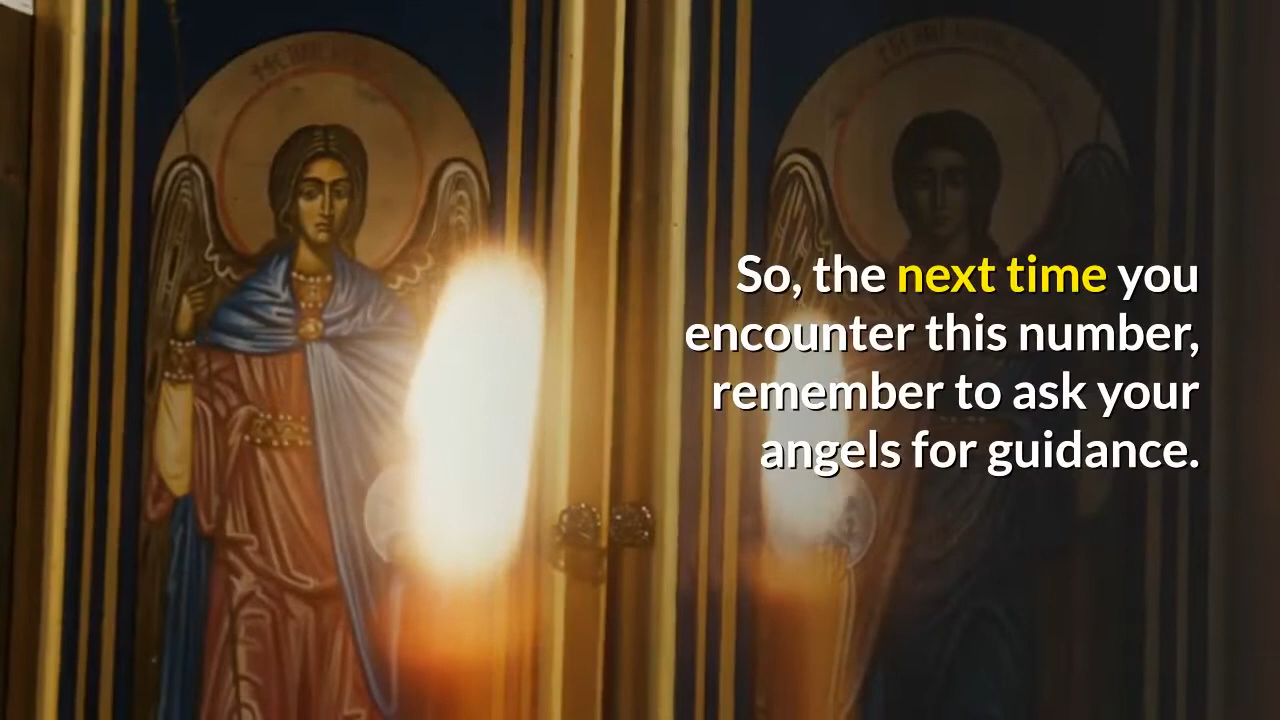 So, the next time you
encounter this number,
remember to ask your
angels for guidance.